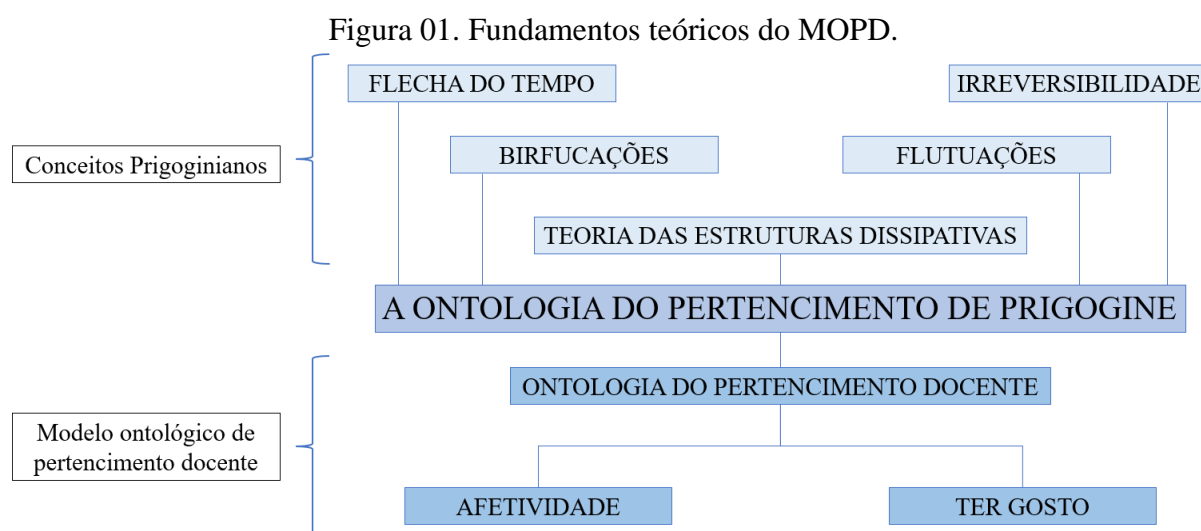 Figura 01. Fundamentos teóricos do MOPD.
FLECHA DO TEMPO
IRREVERSIBILIDADE
BIRFUCAÇÕES
FLUTUAÇÕES
Conceitos Prigoginianos
TEORIA DAS ESTRUTURAS DISSIPATIVAS
A ONTOLOGIA DO PERTENCIMENTO DE PRIGOGINE
ONTOLOGIA DO PERTENCIMENTO DOCENTE
Modelo ontológico de
pertencimento docente
AFETIVIDADE
TER GOSTO